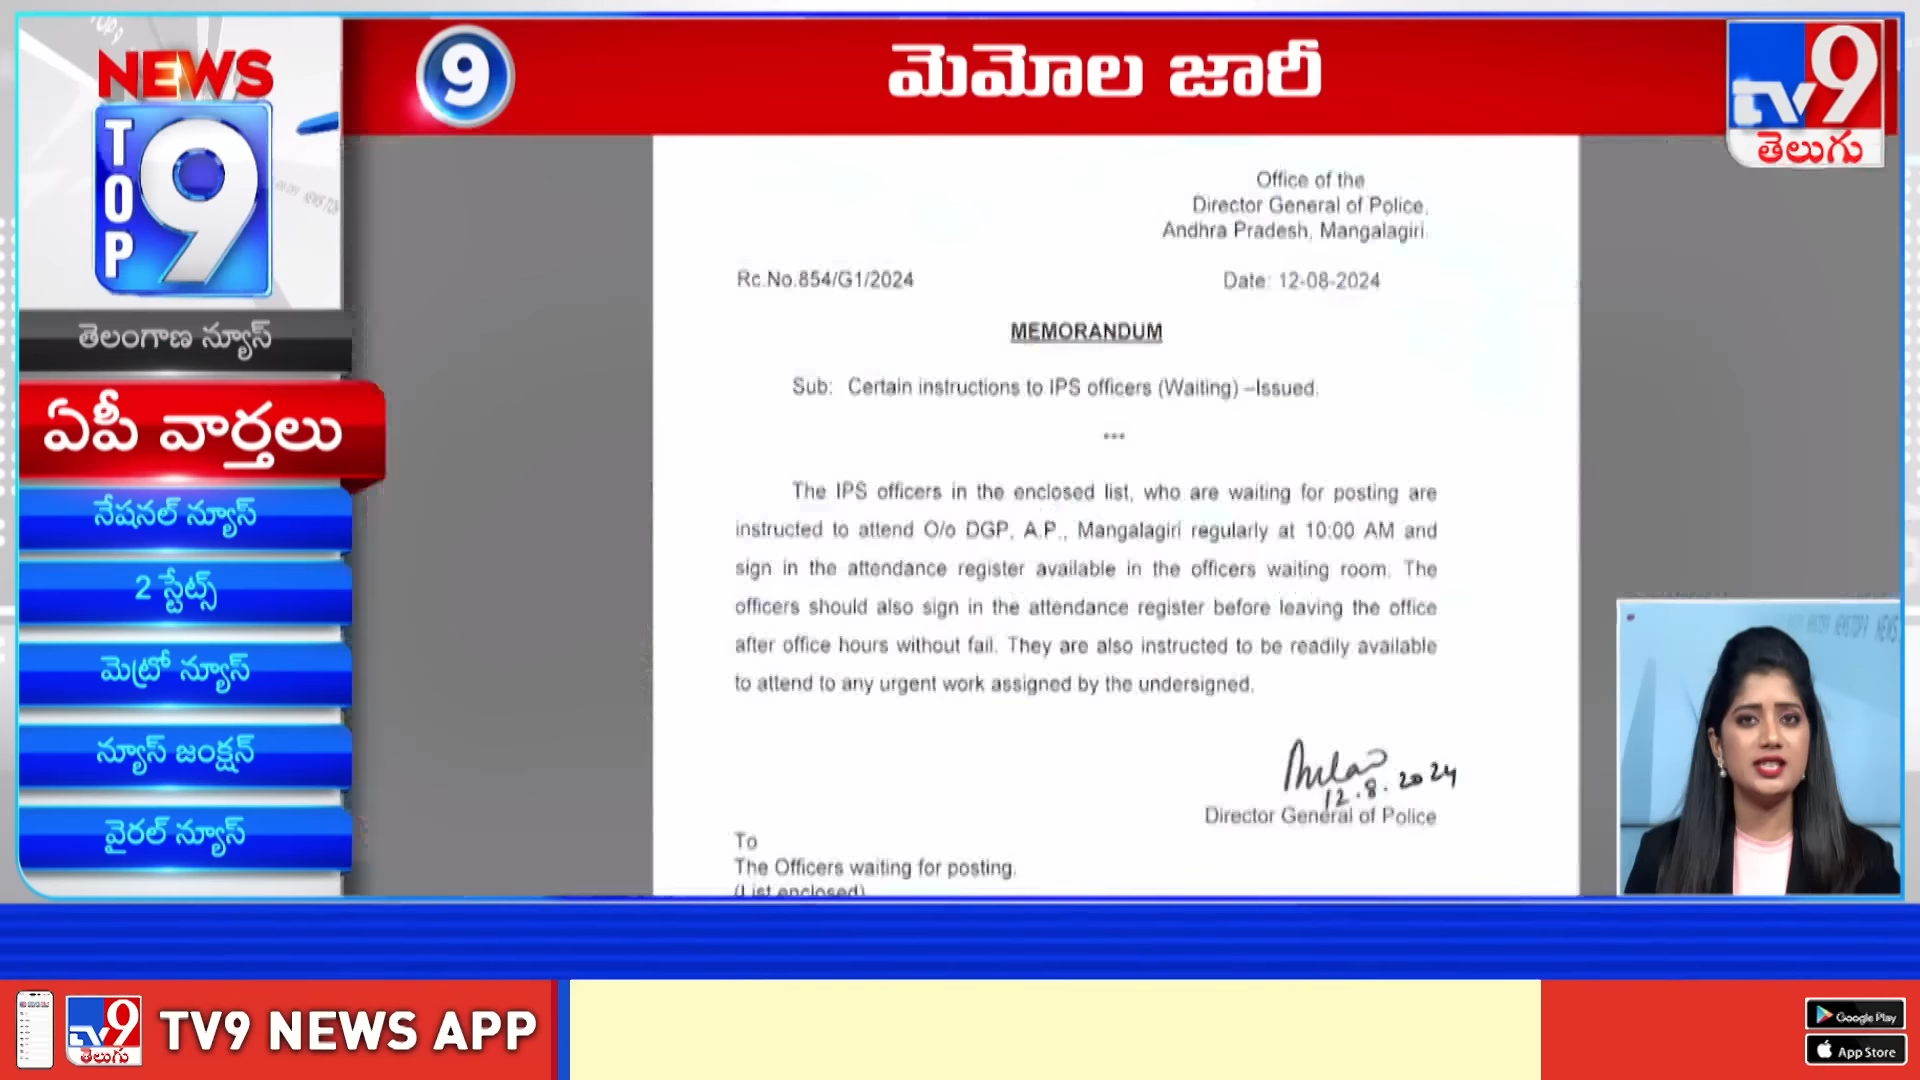 NEWS
TOP
9
తెలంగాణ న్యూస్
ఏపీ వార్తలు
నేషనల్ న్యూస్
2 స్టేట్స్
మెట్రో న్యూస్
న్యూస్ జంక్షన్
వైరల్ న్యూస్
9
మెమోల జారీ
TV9
తెలుగు
Office of the
Director General of Police,
Andhra Pradesh, Mangalagiri.
Rc.No.854/G1/2024
Date: 12-08-2024
MEMORANDUM
Sub: Certain instructions to IPS officers (Waiting) –Issued.
***
The IPS officers in the enclosed list, who are waiting for posting are
instructed to attend O/o DGP, A.P., Mangalagiri regularly at 10:00 AM and
sign in the attendance register available in the officers waiting room. The
officers should also sign in the attendance register before leaving the office
after office hours without fail. They are also instructed to be readily available
to attend to any urgent work assigned by the undersigned.
12.8.2024
Director General of Police
To
The Officers waiting for posting.
(List enclosed)
TV9
తెలుగు
TV9 NEWS APP
Google Play
App Store